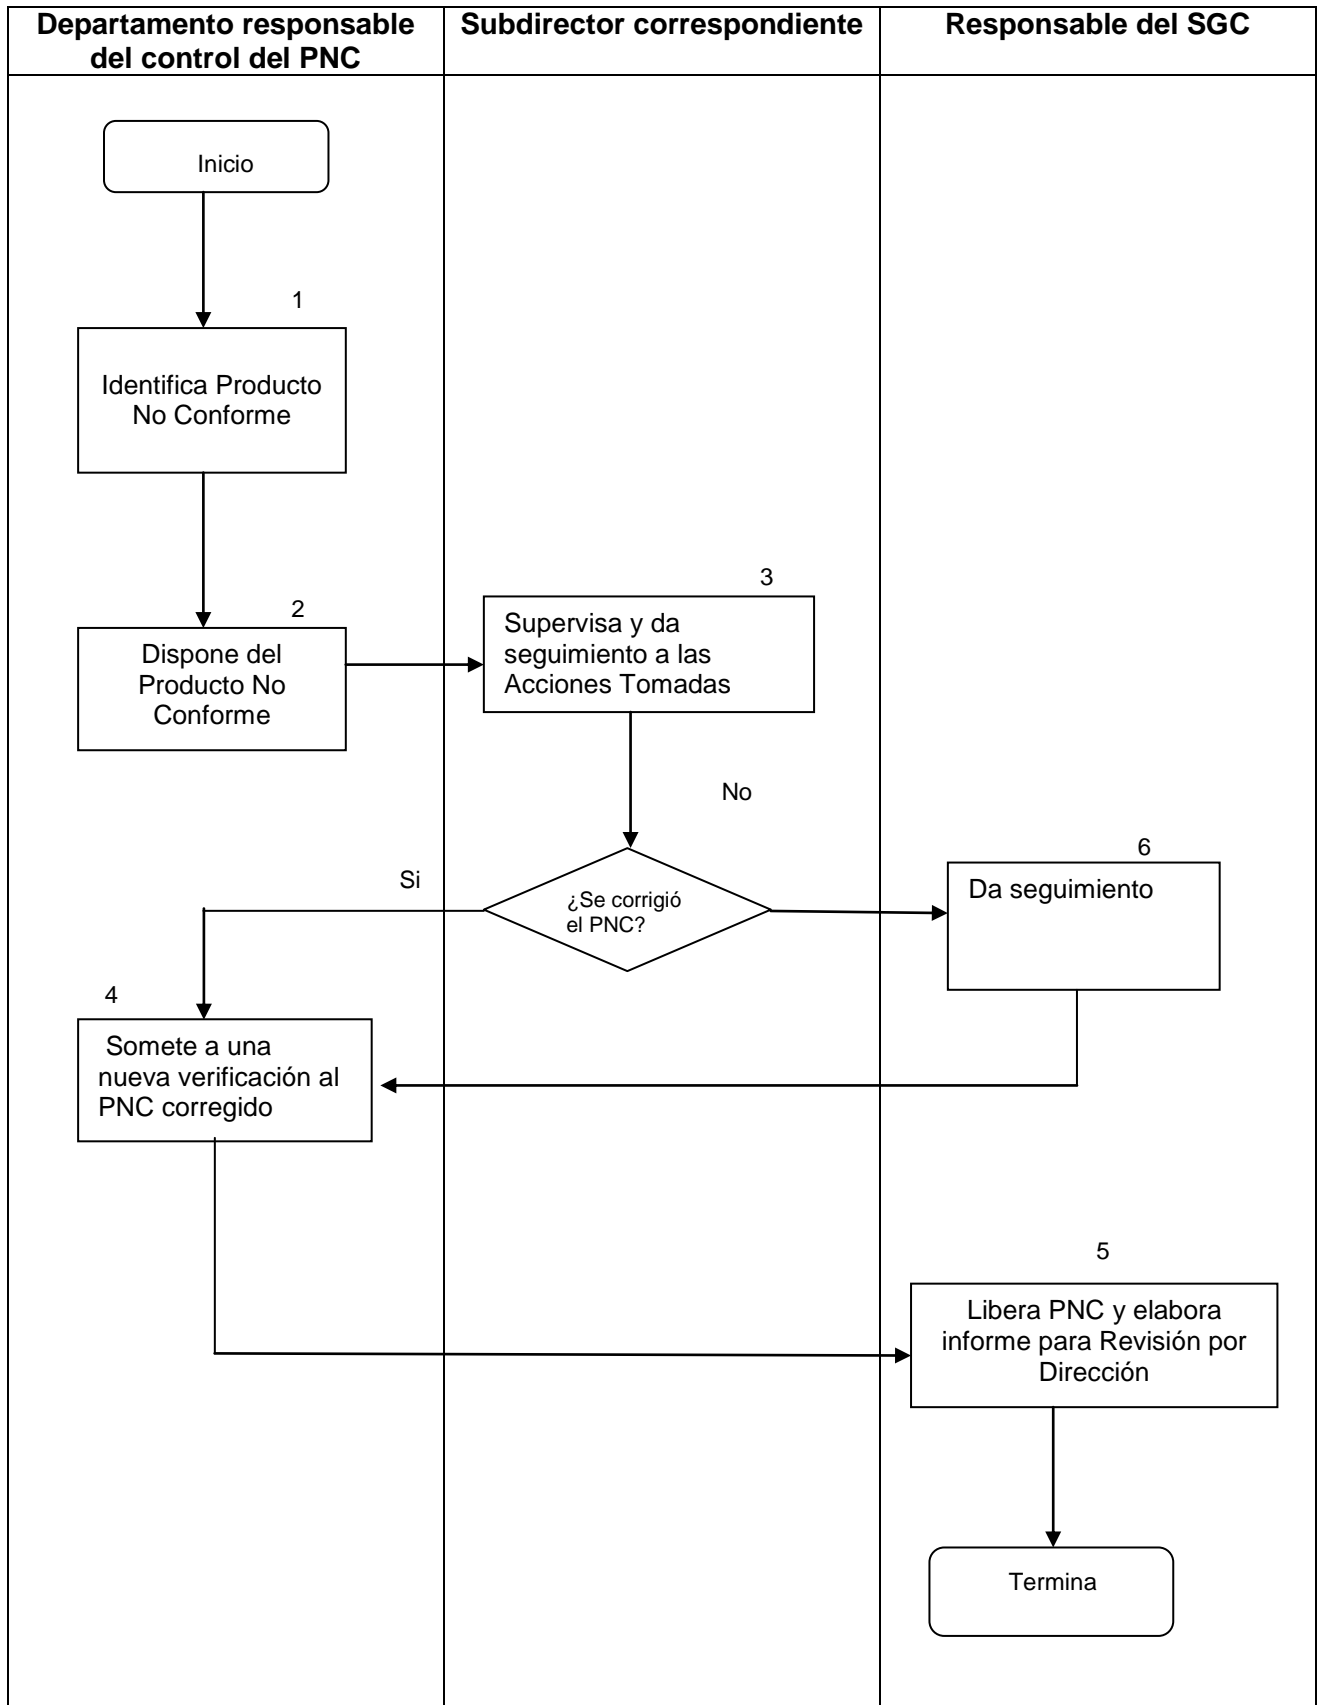 Departamento responsable
del control del PNC
Subdirector correspondiente
Responsable del SGC
Inicio
1
Identifica Producto
No Conforme
2
Dispone del
Producto No
Conforme
3
Supervisa y da
seguimiento a las
Acciones Tomadas
No
Si
¿Se corrigió
el PNC?
6
Da seguimiento
4
Somete a una
nueva verificación al
PNC corregido
5
Libera PNC y elabora
informe para Revisión por
Dirección
Termina